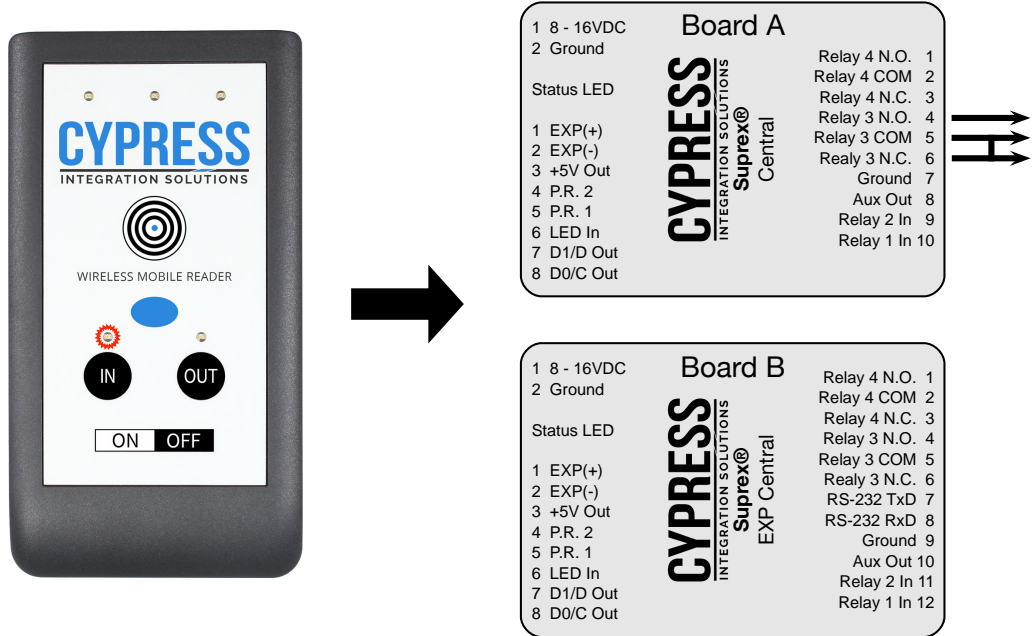 CYPRESS
INTEGRATION SOLUTIONS
WIRELESS MOBILE READER
IN OUT
ON OFF
Board A
1 8 - 16VDC
2 Ground
Status LED
1 EXP(+)
2 EXP(-)
3 +5V Out
4 P.R. 2
5 P.R. 1
6 LED In
7 D1/D Out
8 D0/C Out
CYPRESS
INTEGRATION SOLUTIONS
Suprex®
Central
Relay 4 N.O. 1
Relay 4 COM 2
Relay 4 N.C. 3
Relay 3 N.O. 4
Relay 3 COM 5
Realy 3 N.C. 6
Ground 7
Aux Out 8
Relay 2 In 9
Relay 1 In 10
Board B
1 8 - 16VDC
2 Ground
Status LED
1 EXP(+)
2 EXP(-)
3 +5V Out
4 P.R. 2
5 P.R. 1
6 LED In
7 D1/D Out
8 D0/C Out
CYPRESS
INTEGRATION SOLUTIONS
Suprex®
EXP Central
Relay 4 N.O. 1
Relay 4 COM 2
Relay 4 N.C. 3
Relay 3 N.O. 4
Relay 3 COM 5
Realy 3 N.C. 6
RS-232 TxD 7
RS-232 RxD 8
Ground 9
Aux Out 10
Relay 2 In 11
Relay 1 In 12